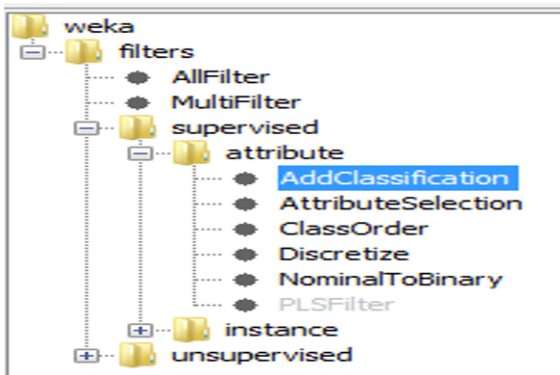 weka
filters
AllFilter
MultiFilter
supervised
attribute
AddClassification
AttributeSelection
ClassOrder
Discretize
NominalToBinary
PLSFilter
instance
unsupervised